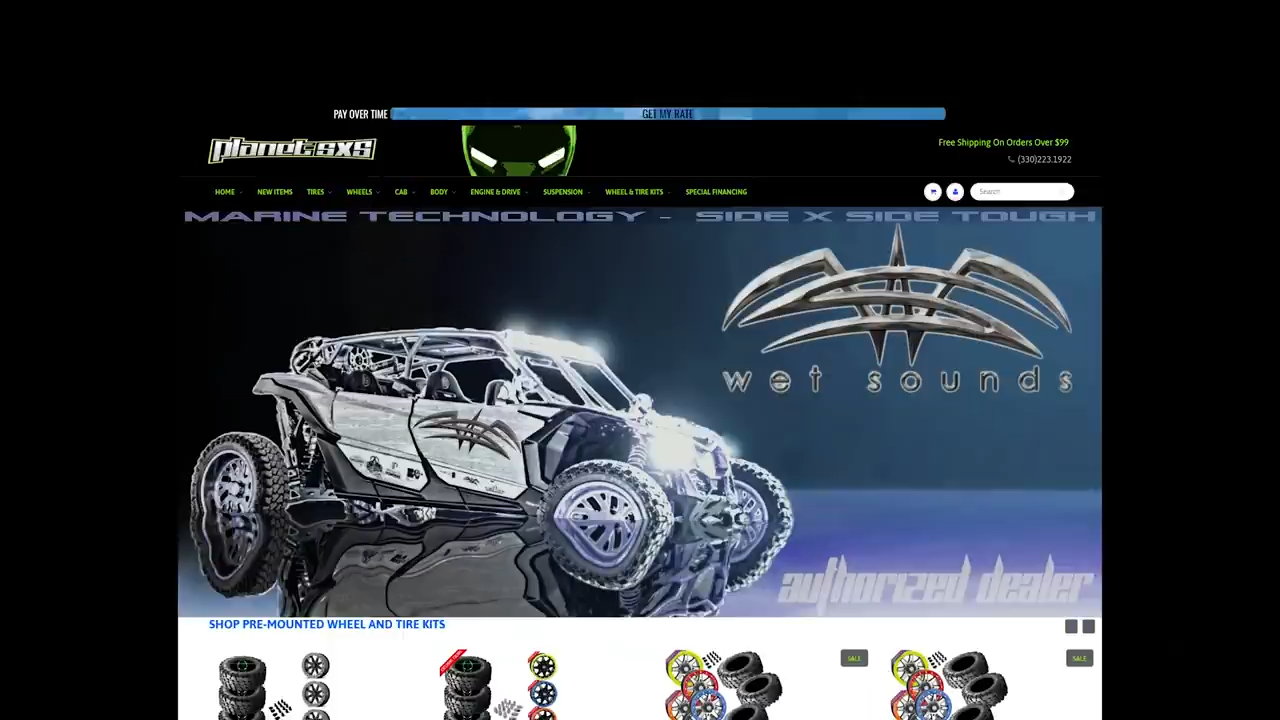 PAY OVER TIME GET MY RATE
planet sxs
Free Shipping On Orders Over $99
(330)223.1922
HOME NEW ITEMS TIRES WHEELS CAB BODY ENGINE & DRIVE SUSPENSION WHEEL & TIRE KITS SPECIAL FINANCING Search
MARINE TECHNOLOGY - SIDE X SIDE TOUGH
wet sounds
authorized dealer
SHOP PRE-MOUNTED WHEEL AND TIRE KITS
SALE SALE